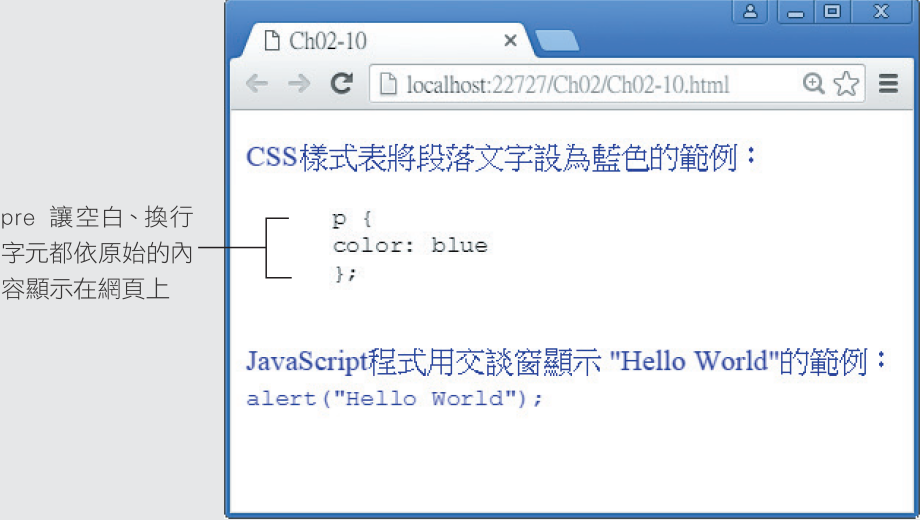 Ch02-10
localhost:22727/Ch02/Ch02-10.html
CSS樣式表將段落文字設為藍色的範例：
pre 讓空白、換行
字元都依原始的內
容顯示在網頁上
p {
color: blue
};
JavaScript程式用交談窗顯示 "Hello World"的範例：
alert("Hello World");